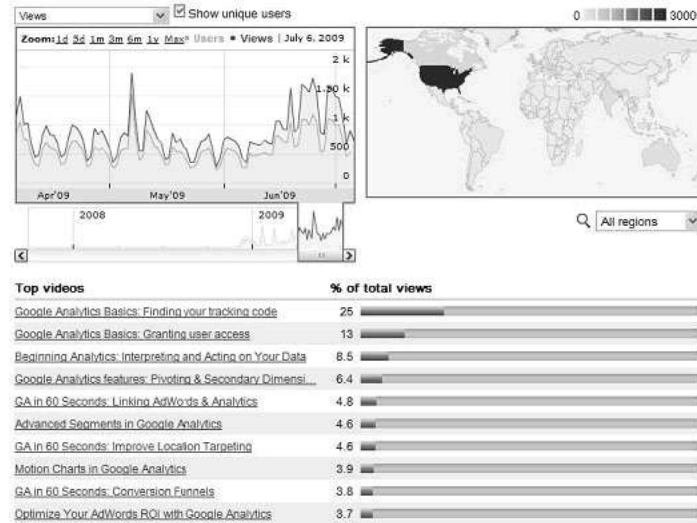 Views
Show unique users
0 3000
Zoom: 1d 5d 1m 3m 6m 1y Max Users Views | July 6, 2009
2 k
1.50 k
1 k
500
0
Apr'09 May'09 Jun'09
2008 2009
All regions
Top videos % of total views
Google Analytics Basics: Finding your tracking code 25
Google Analytics Basics: Granting user access 13
Beginning Analytics: Interpreting and Acting on Your Data 8.5
Google Analytics features: Pivoting & Secondary Dimensi... 6.4
GA in 60 Seconds: Linking AdWords & Analytics 4.8
Advanced Segments in Google Analytics 4.6
GA in 60 Seconds: Improve Location Targeting 4.6
Motion Charts in Google Analytics 3.9
GA in 60 Seconds: Conversion Funnels 3.8
Optimize Your AdWords ROI with Google Analytics 3.7